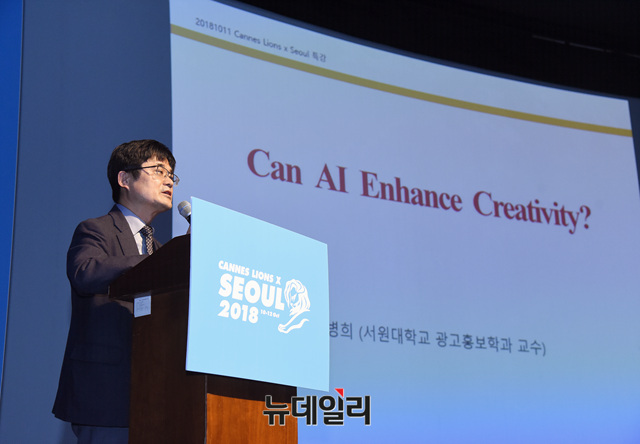 20181011 Cannes Lions x Seoul 특강
Can AI Enhance Creativity?
병희 (서원대학교 광고홍보학과 교수)
CANNES LIONS X
SEOUL
2018
뉴데일리